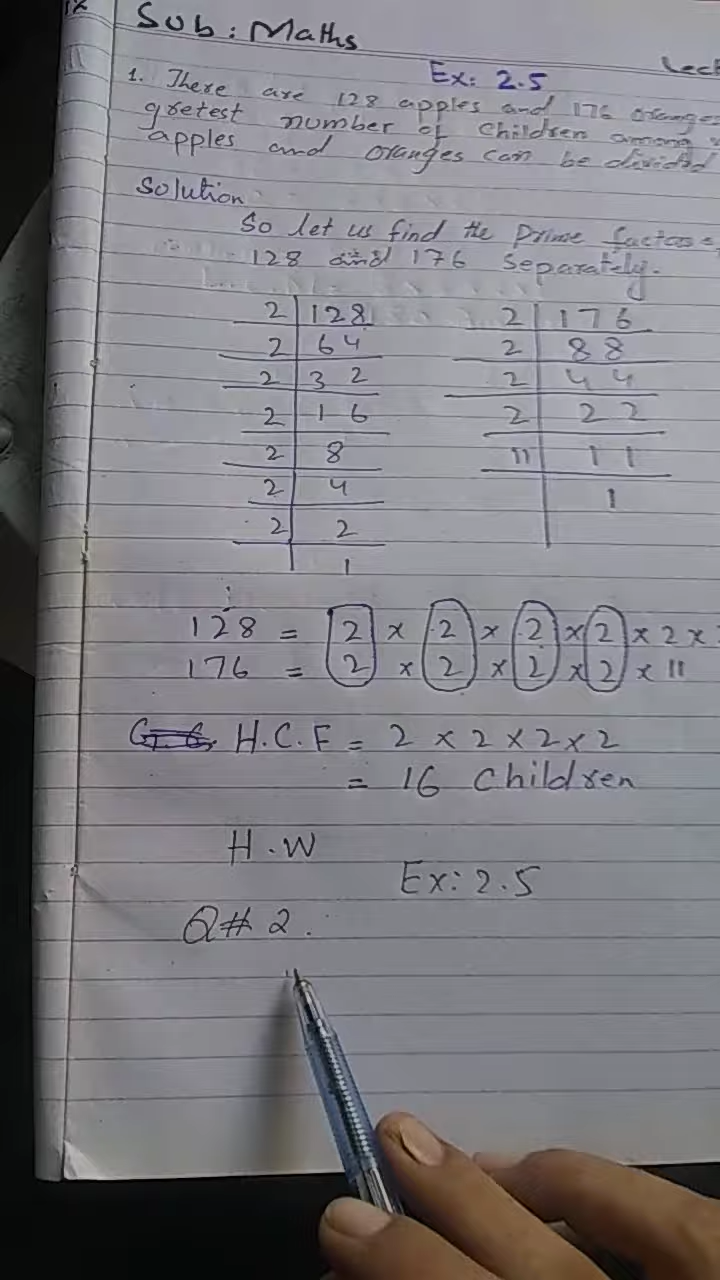 Sub: Maths
Ex: 2.5
1. There are 128 apples and 176 oranges
gretest number of children among
apples and oranges can be divided
Solution
So let us find the Prime factors
128 and 176 separately.
2 128 2 176
2 64 2 88
2 32 2 44
2 16 2 22
2 8 11 11
2 4 1
2 2
1
128 = 2 × 2 × 2 × 2 × 2 ×
176 = 2 × 2 × 2 × 2 × 11
H.C.F = 2 × 2 × 2 × 2
= 16 Children
H.W
Ex: 2.5
Q# 2.